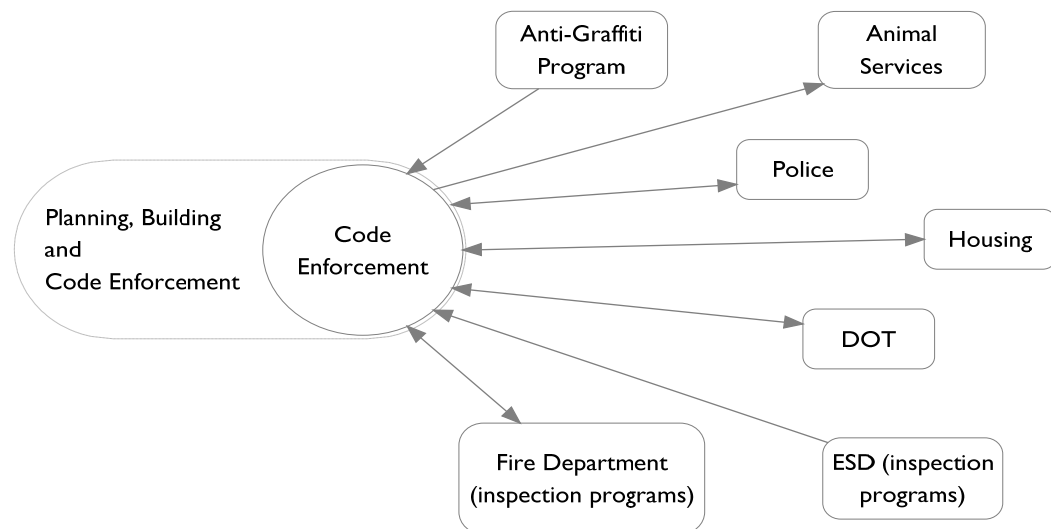 Anti-Graffiti
Program
Animal
Services
Police
Planning, Building
and
Code Enforcement
Code
Enforcement
Housing
DOT
Fire Department
(inspection programs)
ESD (inspection
programs)